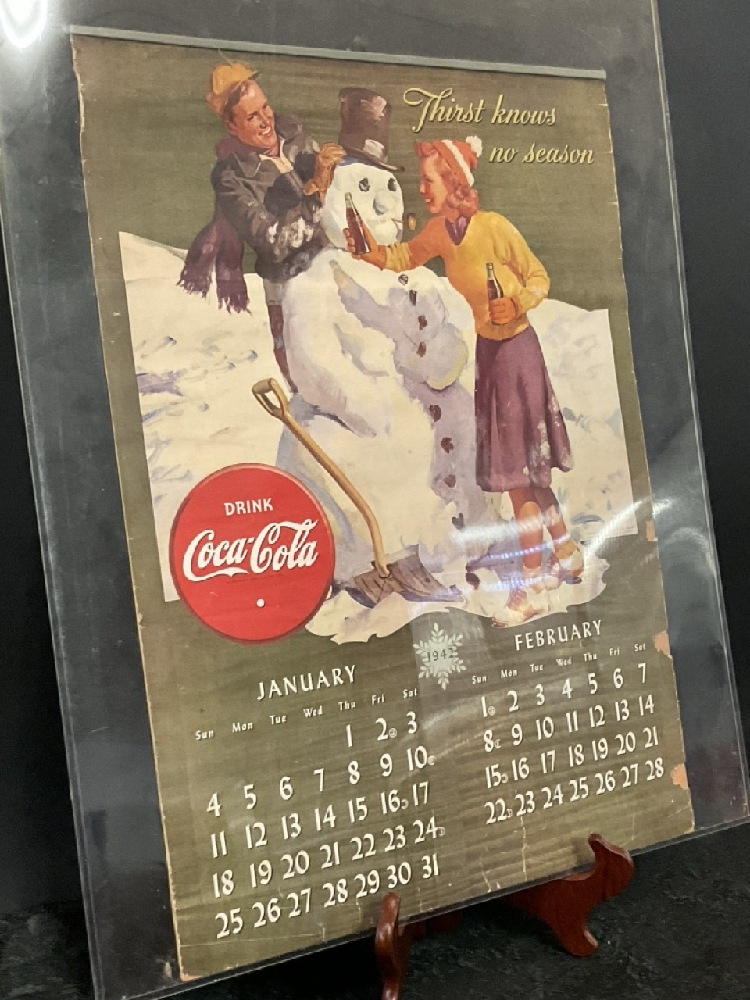 Thirst knows
no season
DRINK
Coca-Cola
1942
JANUARY
Sun Mon Tue Wed Thu Fri Sat
1 2 3
4 5 6 7 8 9 10
11 12 13 14 15 16 17
18 19 20 21 22 23 24
25 26 27 28 29 30 31
FEBRUARY
Sun Mon Tue Wed Thu Fri Sat
1 2 3 4 5 6 7
8 9 10 11 12 13 14
15 16 17 18 19 20 21
22 23 24 25 26 27 28